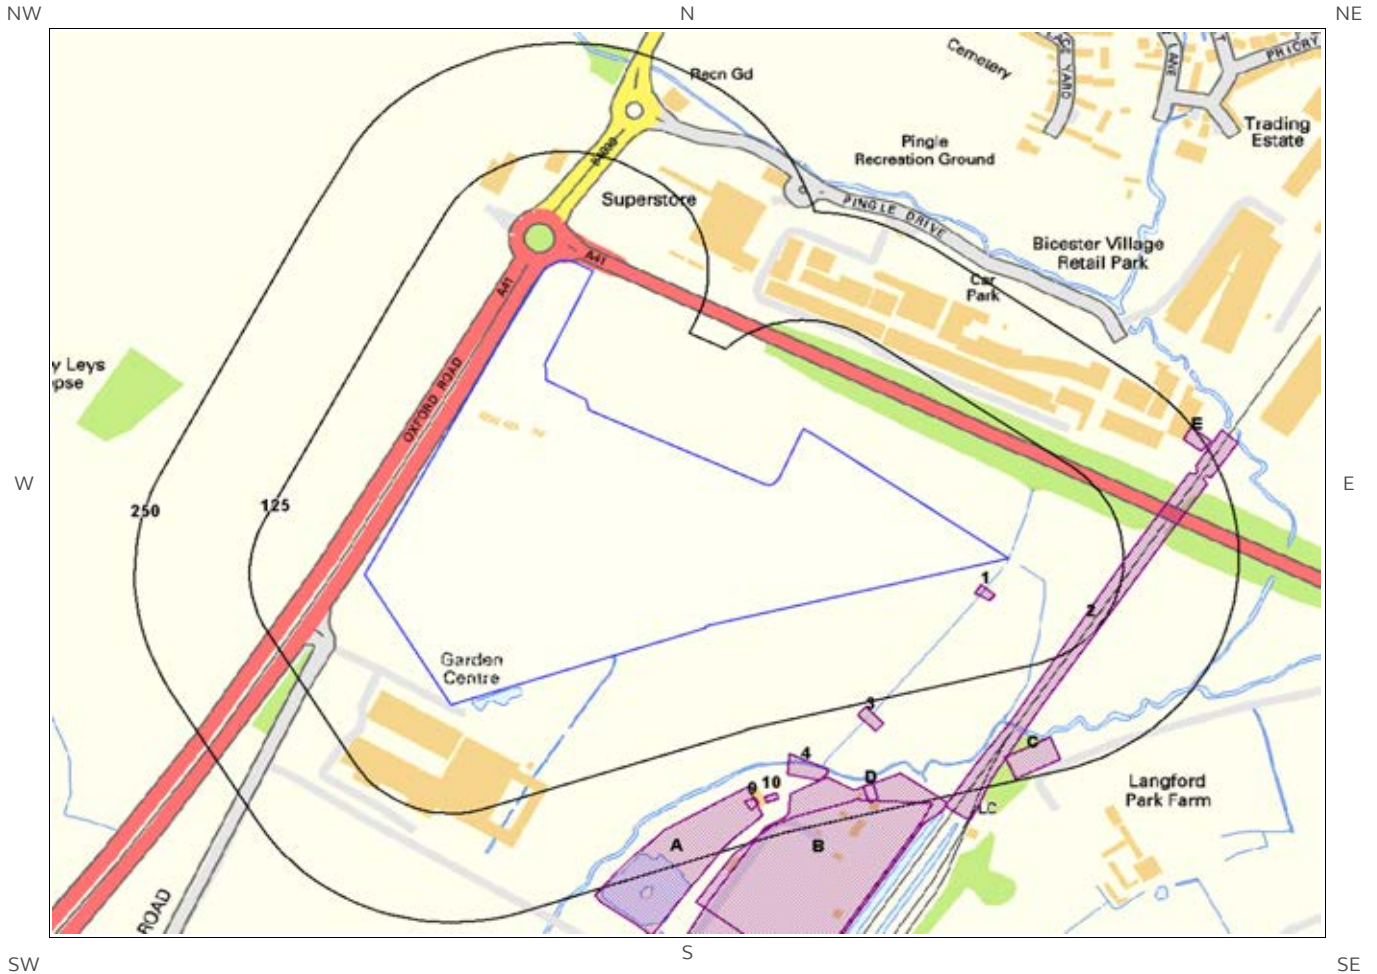 NW
N
NE
Recn Gd
Cemetery
YARD
LANE
PRIORY
Trading
Estate
Pingle
Recreation Ground
Superstore
PINGLE DRIVE
Bicester Village
Retail Park
A41
A41
Car
Park
y Leys
pse
OXFORD ROAD
E
W
E
250
125
1
2
Garden
Centre
3
4
C
D
9
10
LC
Langford
Park Farm
A
B
ROAD
S
SW
SE